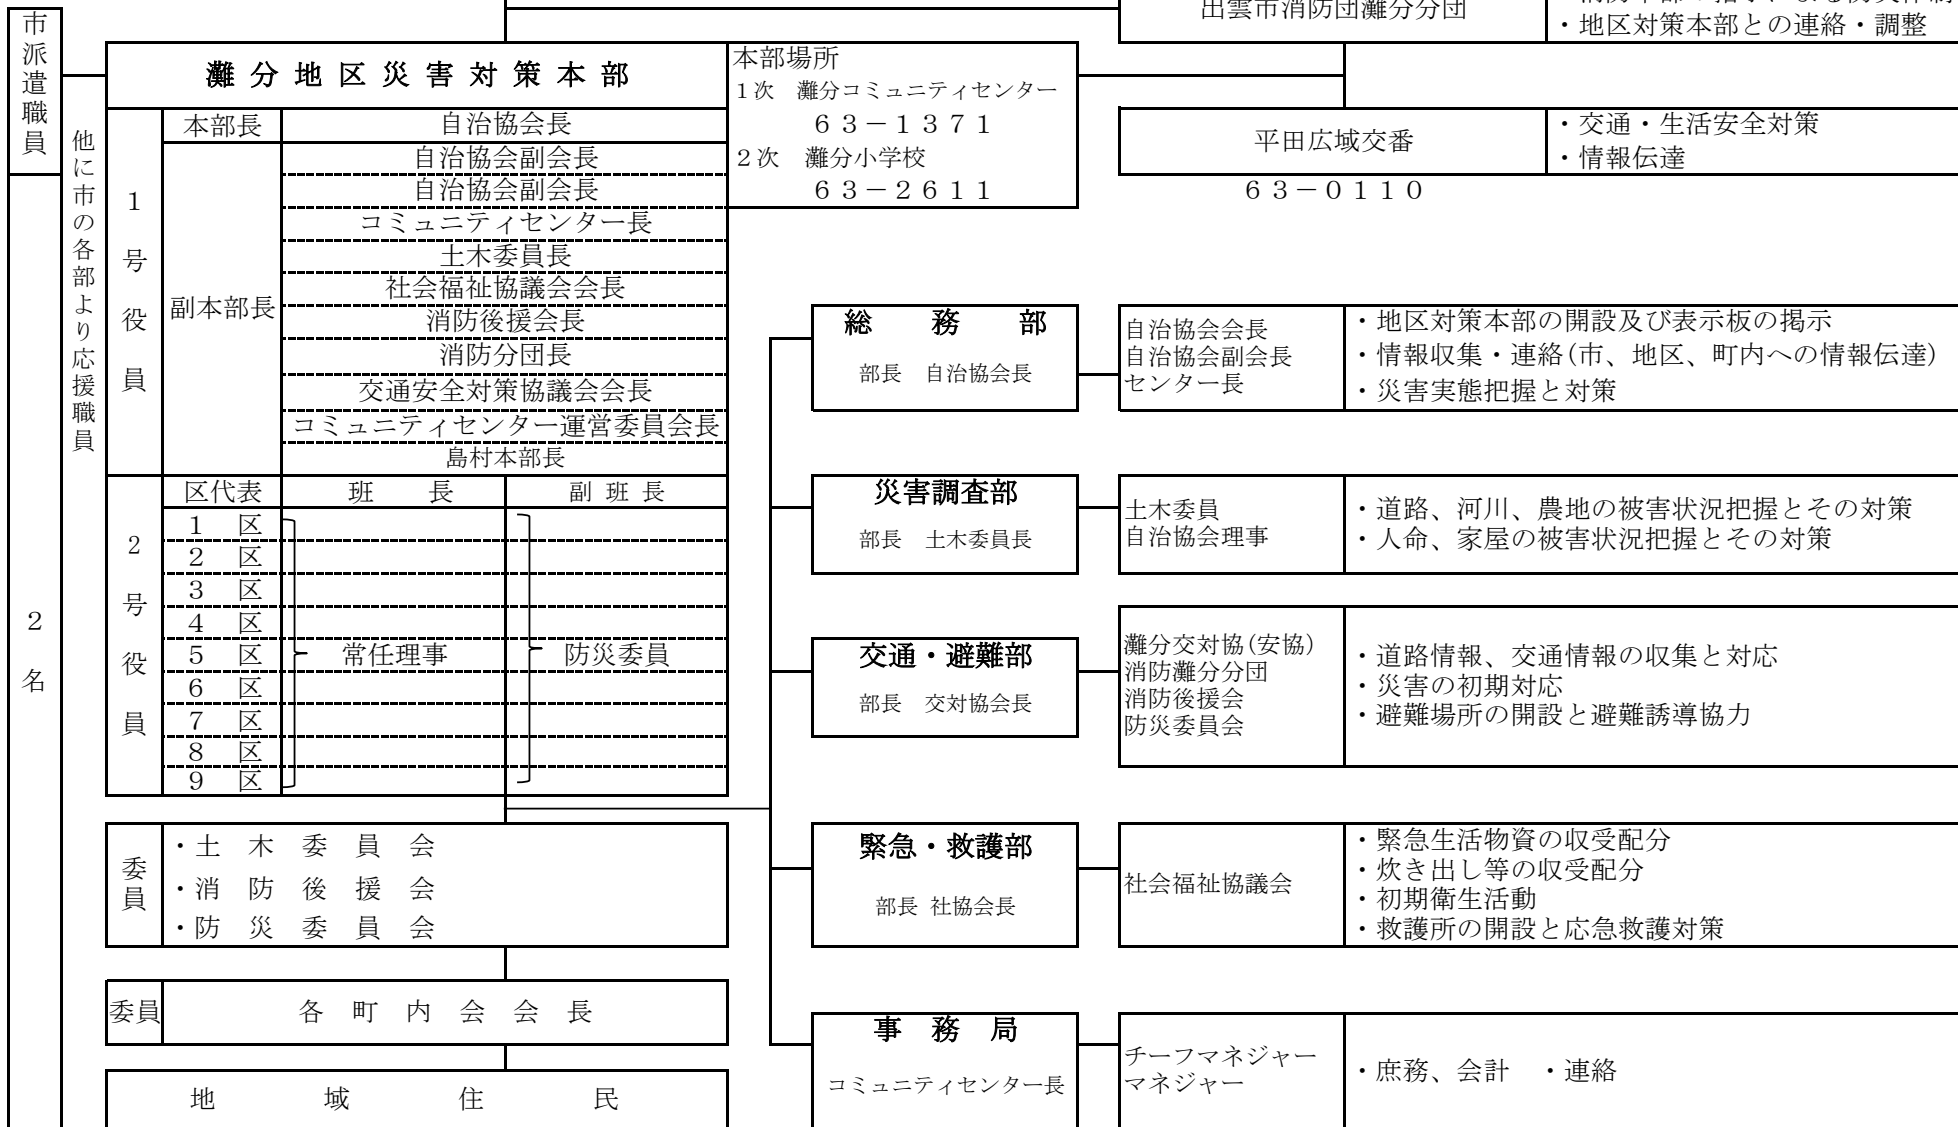 出雲市消防団灘分分団
・地区対策本部との連絡・調整
市派遣職員
2名
他に市の各部より応援職員
灘分地区災害対策本部
本部場所
1次　灘分コミュニティセンター
63－1371
2次　灘分小学校
63－2611
平田広域交番
・交通・生活安全対策
・情報伝達
63－0110
1号役員
本部長
自治協会長
副本部長
自治協会副会長
自治協会副会長
コミュニティセンター長
土木委員長
社会福祉協議会会長
消防後援会長
消防分団長
交通安全対策協議会会長
コミュニティセンター運営委員会長
島村本部長
2号役員
区代表　班　長　副班長
1　区
2　区
3　区
4　区
5　区　常任理事　防災委員
6　区
7　区
8　区
9　区
委員
・土木委員会
・消防後援会
・防災委員会
委員　各町内会会長
地域住民
総務部
部長　自治協会長
自治協会会長
自治協会副会長
センター長
・地区対策本部の開設及び表示板の掲示
・情報収集・連絡(市、地区、町内への情報伝達)
・災害実態把握と対策
災害調査部
部長　土木委員長
土木委員
自治協会理事
・道路、河川、農地の被害状況把握とその対策
・人命、家屋の被害状況把握とその対策
交通・避難部
部長　交対協会長
灘分交対協(安協)
消防灘分分団
消防後援会
防災委員会
・道路情報、交通情報の収集と対応
・災害の初期対応
・避難場所の開設と避難誘導協力
緊急・救護部
部長 社協会長
社会福祉協議会
・緊急生活物資の収受配分
・炊き出し等の収受配分
・初期衛生活動
・救護所の開設と応急救護対策
事務局
コミュニティセンター長
チーフマネジャー
マネジャー
・庶務、会計　・連絡